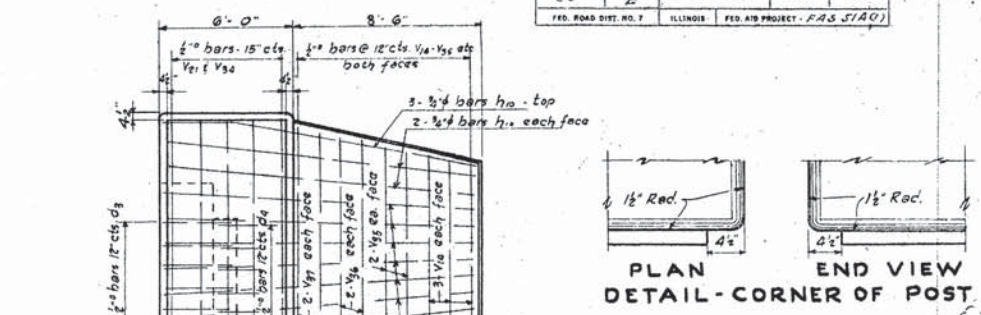 6'-0"
8'-6"
FED. ROAD DIST. NO. 7 ILLINOIS FED. AID PROJECT - FAS 51A(1)
½"ᶲ bars - 15" cts.
V21 & V34
½"ᶲ bars @ 12" cts. V14-V36 etc
both faces
4½"
4½"
4½"
3 - ¾"ϕ bars h10 - top
2 - ¾"ϕ bars h10 each face
½"ᶲ bars 12" cts, d3
½"ᶲ bars 12" cts d4
2-V37 each face
2-V36 each face
2-V35 ea. face
3-V14 each face
1½" Rad.
4½"
PLAN
1½" Rad.
4½"
END VIEW
DETAIL - CORNER OF POST